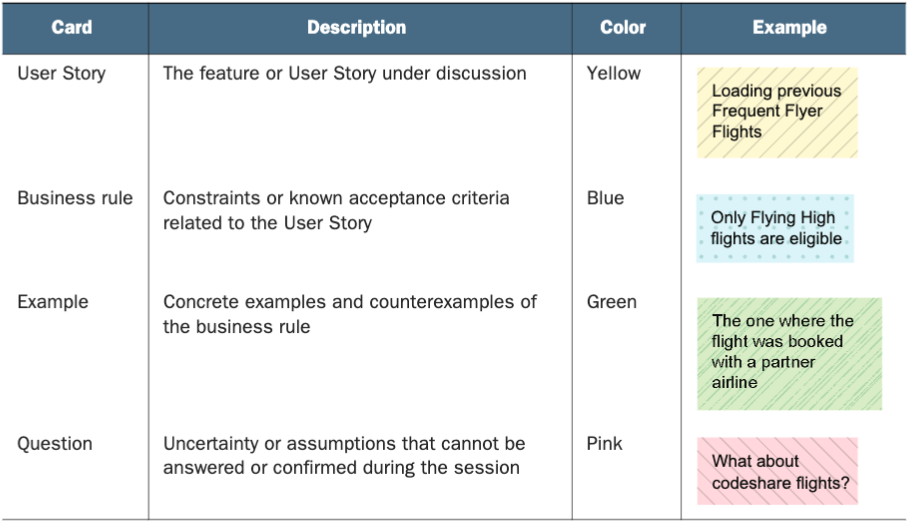 Card Description Color Example
User Story The feature or User Story under discussion Yellow
Loading previous
Frequent Flyer
Flights
Business rule Constraints or known acceptance criteria
related to the User Story
Blue
Only Flying High
flights are eligible
Example Concrete examples and counterexamples of
the business rule
Green
The one where the
flight was booked
with a partner
airline
Question Uncertainty or assumptions that cannot be
answered or confirmed during the session
Pink
What about
codeshare flights?